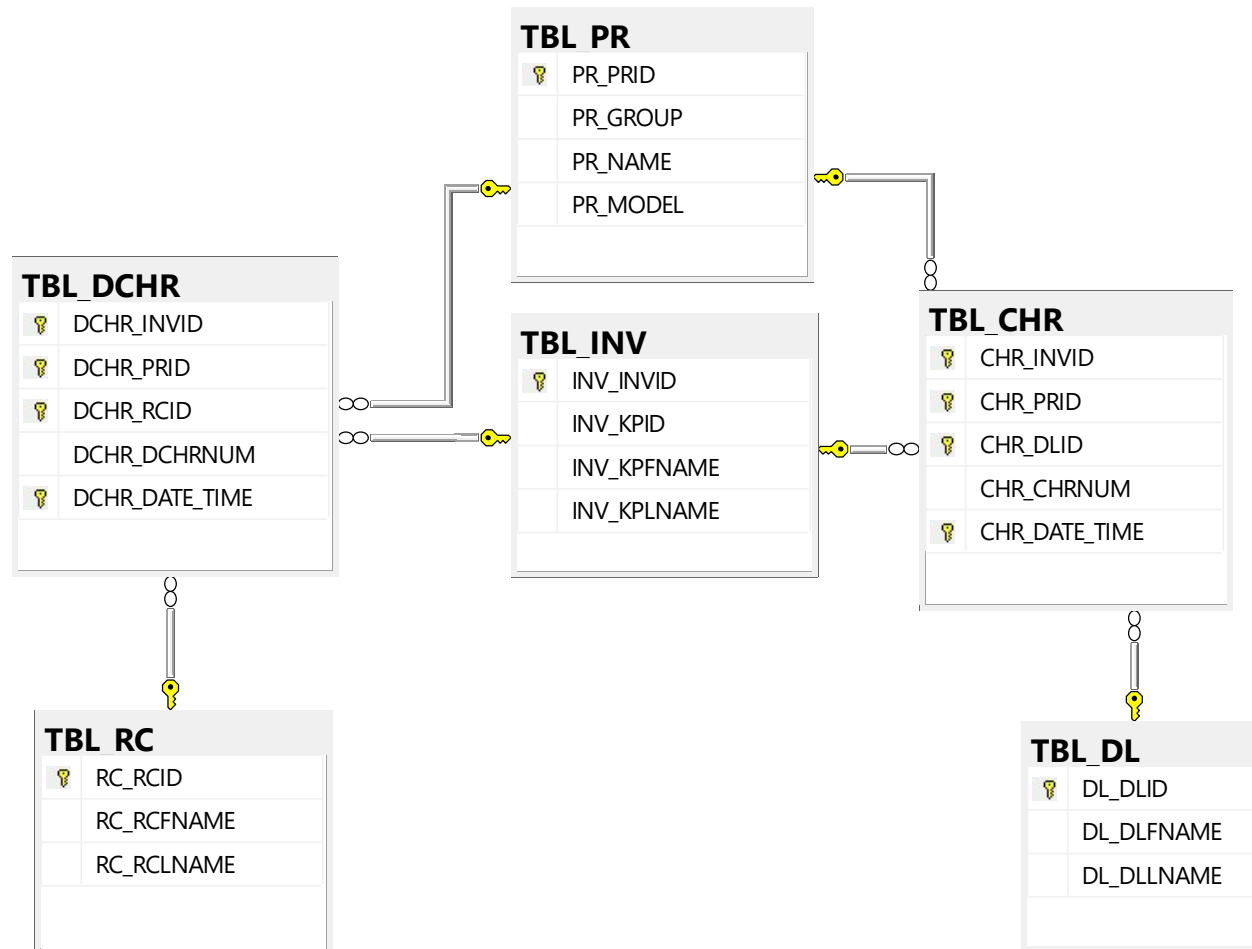 TBL_PR
PR_PRID
PR_GROUP
PR_NAME
PR_MODEL
TBL_DCHR
DCHR_INVID
DCHR_PRID
DCHR_RCID
DCHR_DCHRNUM
DCHR_DATE_TIME
TBL_INV
INV_INVID
INV_KPID
INV_KPFNAME
INV_KPLNAME
TBL_CHR
CHR_INVID
CHR_PRID
CHR_DLID
CHR_CHRNUM
CHR_DATE_TIME
TBL_RC
RC_RCID
RC_RCFNAME
RC_RCLNAME
TBL_DL
DL_DLID
DL_DLFNAME
DL_DLLNAME